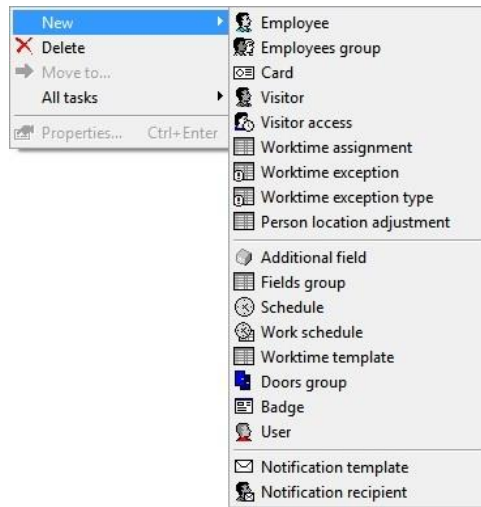 New
Delete
Move to...
All tasks
Properties... Ctrl+Enter
Employee
Employees group
Card
Visitor
Visitor access
Worktime assignment
Worktime exception
Worktime exception type
Person location adjustment
Additional field
Fields group
Schedule
Work schedule
Worktime template
Doors group
Badge
User
Notification template
Notification recipient